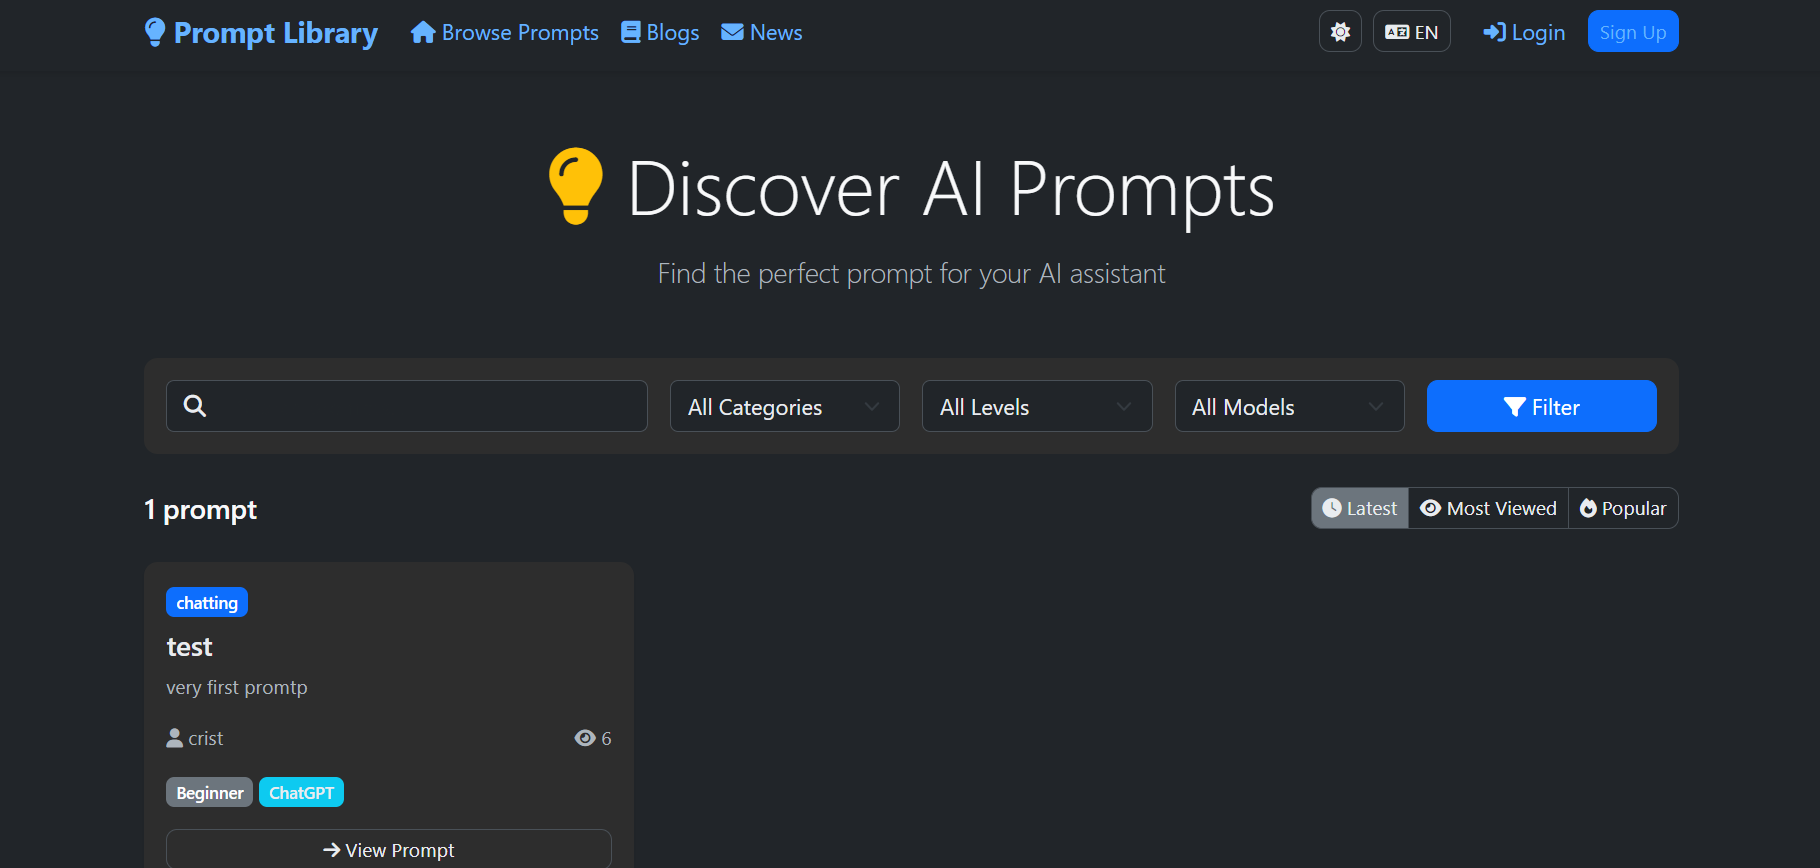 Prompt Library Browse Prompts Blogs News EN Login Sign Up
Discover AI Prompts
Find the perfect prompt for your AI assistant
All Categories All Levels All Models Filter
1 prompt Latest Most Viewed Popular
chatting
test
very first promtp
crist 6
Beginner ChatGPT
View Prompt